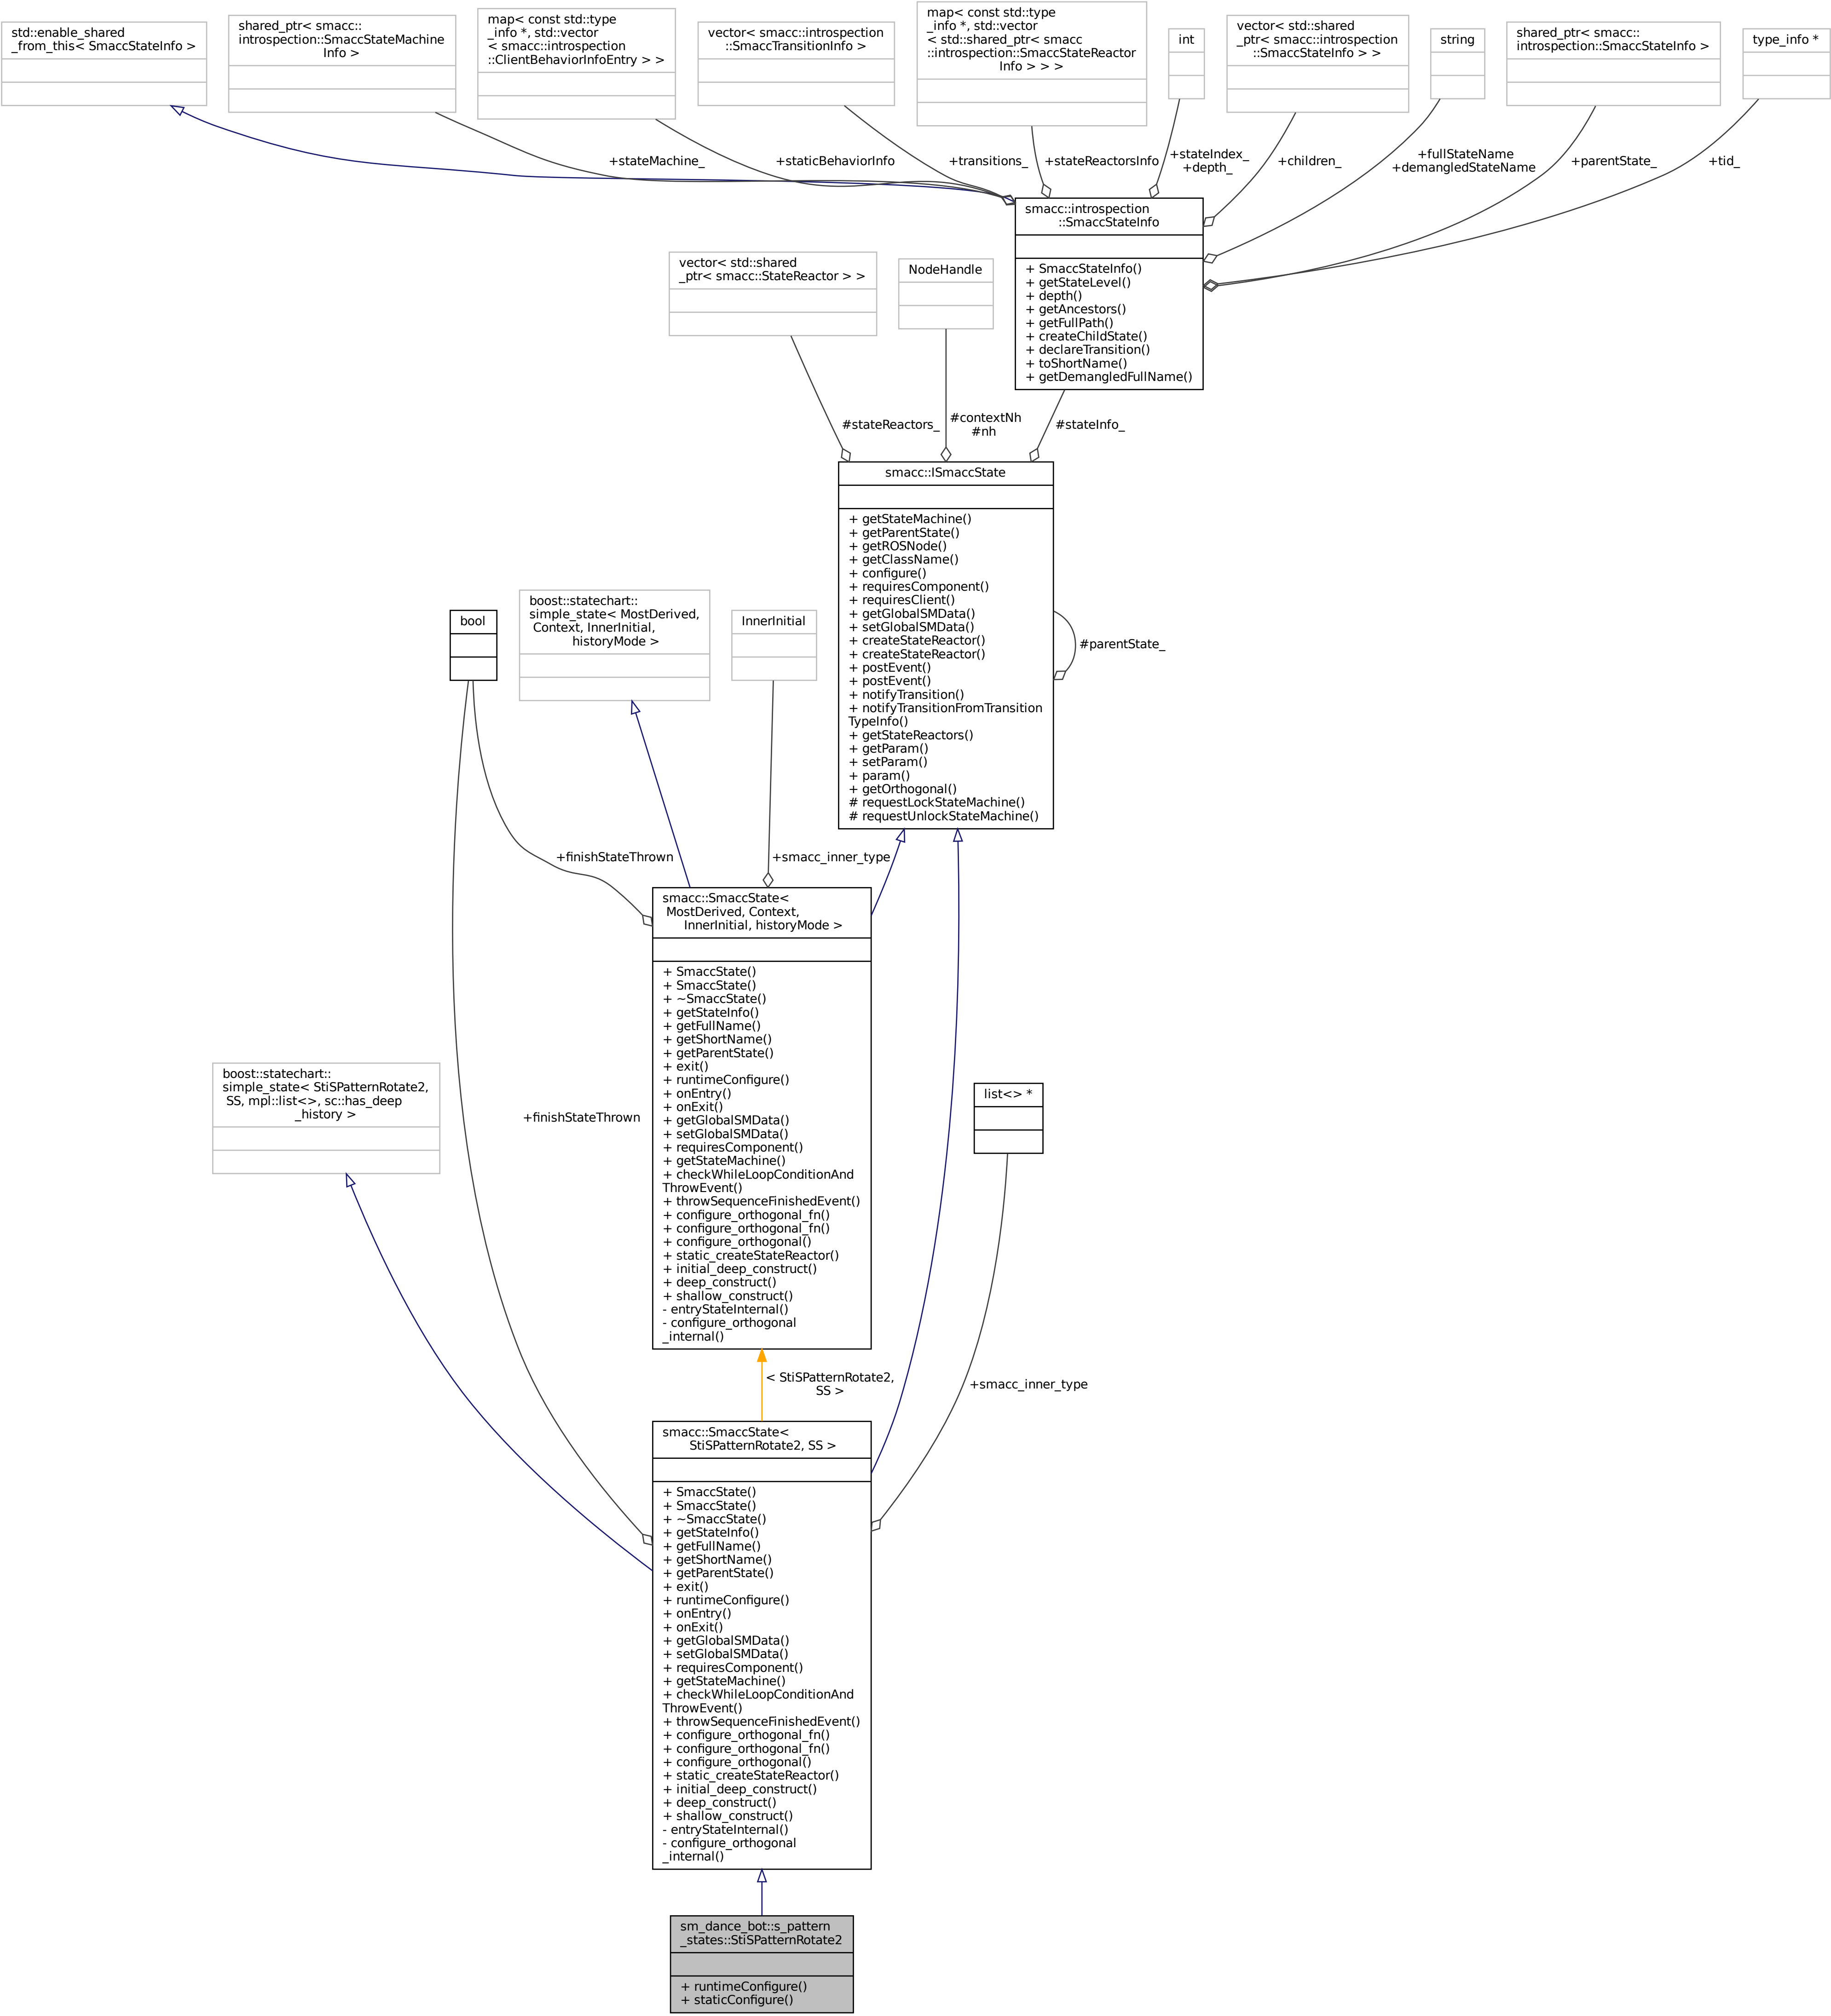 std::enable_shared
_from_this< SmaccStateInfo >
shared_ptr< smacc::
introspection::SmaccStateMachine
Info >
map< const std::type
_info *, std::vector
< smacc::introspection
::ClientBehaviorInfoEntry > >
vector< smacc::introspection
::SmaccTransitionInfo >
map< const std::type
_info *, std::vector
< std::shared_ptr< smacc
::introspection::SmaccStateReactor
Info > > >
int
vector< std::shared
_ptr< smacc::introspection
::SmaccStateInfo > >
string
shared_ptr< smacc::
introspection::SmaccStateInfo >
type_info *
+stateMachine_
+staticBehaviorInfo
+transitions_
+stateReactorsInfo
+stateIndex_
+depth_
+children_
+fullStateName
+demangledStateName
+parentState_
+tid_
smacc::introspection
::SmaccStateInfo
+ SmaccStateInfo()
+ getStateLevel()
+ depth()
+ getAncestors()
+ getFullPath()
+ createChildState()
+ declareTransition()
+ toShortName()
+ getDemangledFullName()
vector< std::shared
_ptr< smacc::StateReactor > >
NodeHandle
#stateReactors_
#contextNh
#nh
#stateInfo_
smacc::ISmaccState
+ getStateMachine()
+ getParentState()
+ getROSNode()
+ getClassName()
+ configure()
+ requiresComponent()
+ requiresClient()
+ getGlobalSMData()
+ setGlobalSMData()
+ createStateReactor()
+ createStateReactor()
+ postEvent()
+ postEvent()
+ notifyTransition()
+ notifyTransitionFromTransition
TypeInfo()
+ getStateReactors()
+ getParam()
+ setParam()
+ param()
+ getOrthogonal()
# requestLockStateMachine()
# requestUnlockStateMachine()
#parentState_
bool
boost::statechart::
simple_state< MostDerived,
Context, InnerInitial,
historyMode >
InnerInitial
+finishStateThrown
+smacc_inner_type
smacc::SmaccState<
MostDerived, Context,
InnerInitial, historyMode >
+ SmaccState()
+ SmaccState()
+ ~SmaccState()
+ getStateInfo()
+ getFullName()
+ getShortName()
+ getParentState()
+ exit()
+ runtimeConfigure()
+ onEntry()
+ onExit()
+ getGlobalSMData()
+ setGlobalSMData()
+ requiresComponent()
+ getStateMachine()
+ checkWhileLoopConditionAnd
ThrowEvent()
+ throwSequenceFinishedEvent()
+ configure_orthogonal_fn()
+ configure_orthogonal_fn()
+ configure_orthogonal()
+ static_createStateReactor()
+ initial_deep_construct()
+ deep_construct()
+ shallow_construct()
- entryStateInternal()
- configure_orthogonal
_internal()
boost::statechart::
simple_state< StiSPatternRotate2,
SS, mpl::list<>, sc::has_deep
_history >
+finishStateThrown
list<> *
< StiSPatternRotate2,
SS >
+smacc_inner_type
smacc::SmaccState<
StiSPatternRotate2, SS >
+ SmaccState()
+ SmaccState()
+ ~SmaccState()
+ getStateInfo()
+ getFullName()
+ getShortName()
+ getParentState()
+ exit()
+ runtimeConfigure()
+ onEntry()
+ onExit()
+ getGlobalSMData()
+ setGlobalSMData()
+ requiresComponent()
+ getStateMachine()
+ checkWhileLoopConditionAnd
ThrowEvent()
+ throwSequenceFinishedEvent()
+ configure_orthogonal_fn()
+ configure_orthogonal_fn()
+ configure_orthogonal()
+ static_createStateReactor()
+ initial_deep_construct()
+ deep_construct()
+ shallow_construct()
- entryStateInternal()
- configure_orthogonal
_internal()
sm_dance_bot::s_pattern
_states::StiSPatternRotate2
+ runtimeConfigure()
+ staticConfigure()